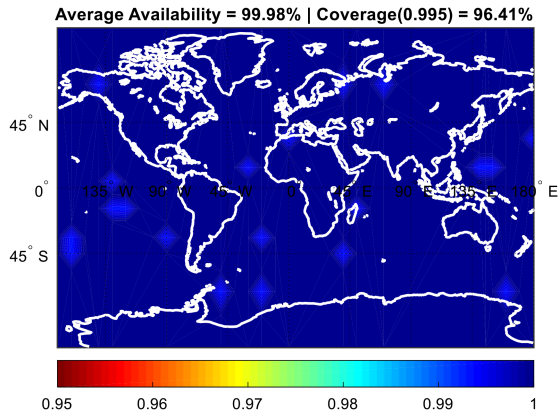 Average Availability = 99.98% | Coverage(0.995) = 96.41%
45° N
0° 135° W 90° W 45° W 0° 45° E 90° E 135° E 180° E
45° S
0.95 0.96 0.97 0.98 0.99 1